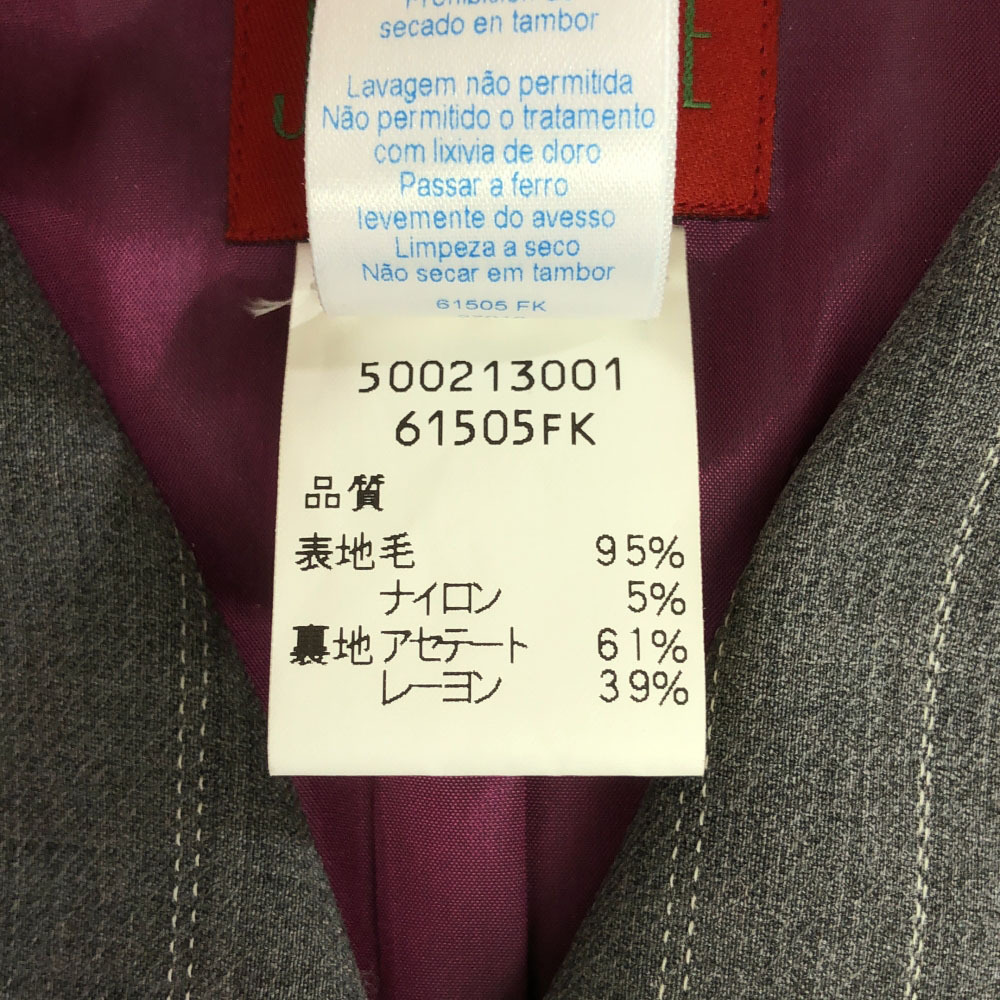 secado en tambor
Lavagem não permitida
Não permitido o tratamento
com lixivia de cloro
Passar a ferro
levemente do avesso
Limpeza a seco
Não secar em tambor
61505 FK
500213001
61505FK
品質
表地毛 95%
ナイロン 5%
裏地アセテート 61%
レーヨン 39%